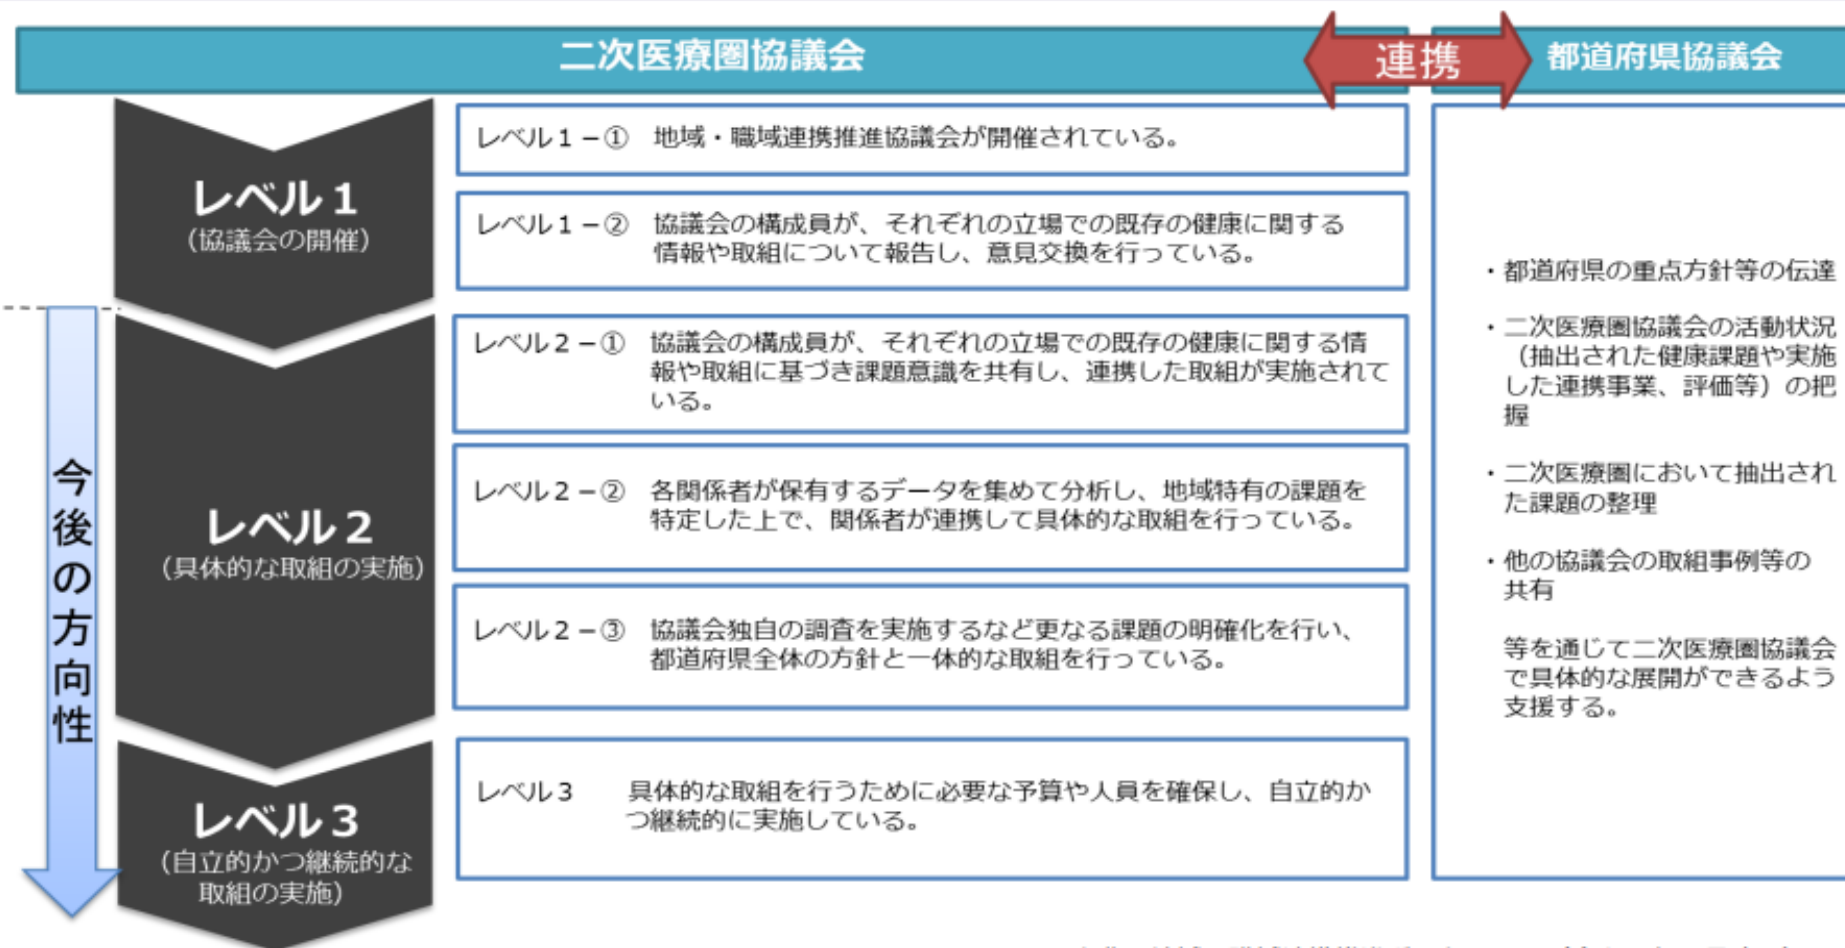 二次医療圏協議会
連携
都道府県協議会
レベル１
（協議会の開催）
レベル１－① 地域・職域連携推進協議会が開催されている。
レベル１－② 協議会の構成員が、それぞれの立場での既存の健康に関する
情報や取組について報告し、意見交換を行っている。
今後の方向性
レベル２
（具体的な取組の実施）
レベル２－① 協議会の構成員が、それぞれの立場での既存の健康に関する情
報や取組に基づき課題意識を共有し、連携した取組が実施されて
いる。
レベル２－② 各関係者が保有するデータを集めて分析し、地域特有の課題を
特定した上で、関係者が連携して具体的な取組を行っている。
レベル２－③ 協議会独自の調査を実施するなど更なる課題の明確化を行い、
都道府県全体の方針と一体的な取組を行っている。
レベル３
（自立的かつ継続的な
取組の実施）
レベル３ 具体的な取組を行うために必要な予算や人員を確保し、自立的か
つ継続的に実施している。
・都道府県の重点方針等の伝達
・二次医療圏協議会の活動状況
（抽出された健康課題や実施
した連携事業、評価等）の把
握
・二次医療圏において抽出され
た課題の整理
・他の協議会の取組事例等の
共有
等を通じて二次医療圏協議会
で具体的な展開ができるよう
支援する。